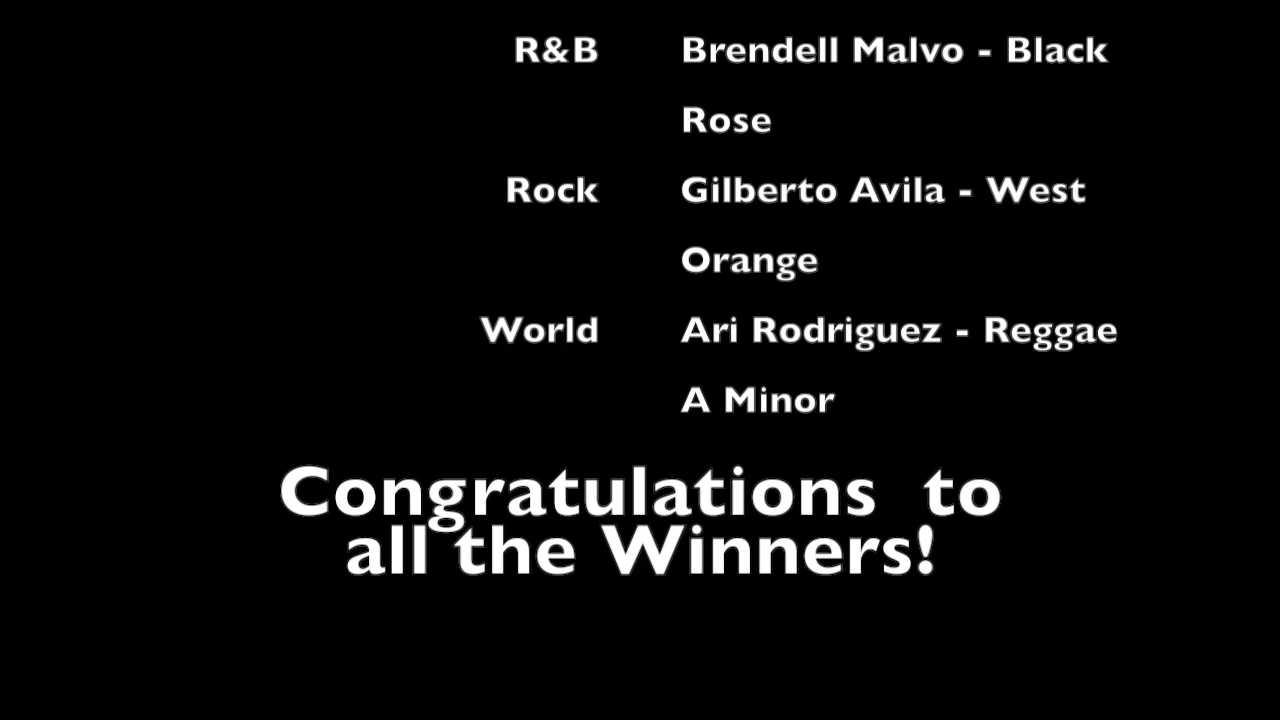 R&B Brendell Malvo - Black
Rose
Rock Gilberto Avila - West
Orange
World Ari Rodriguez - Reggae
A Minor
Congratulations to
all the Winners!